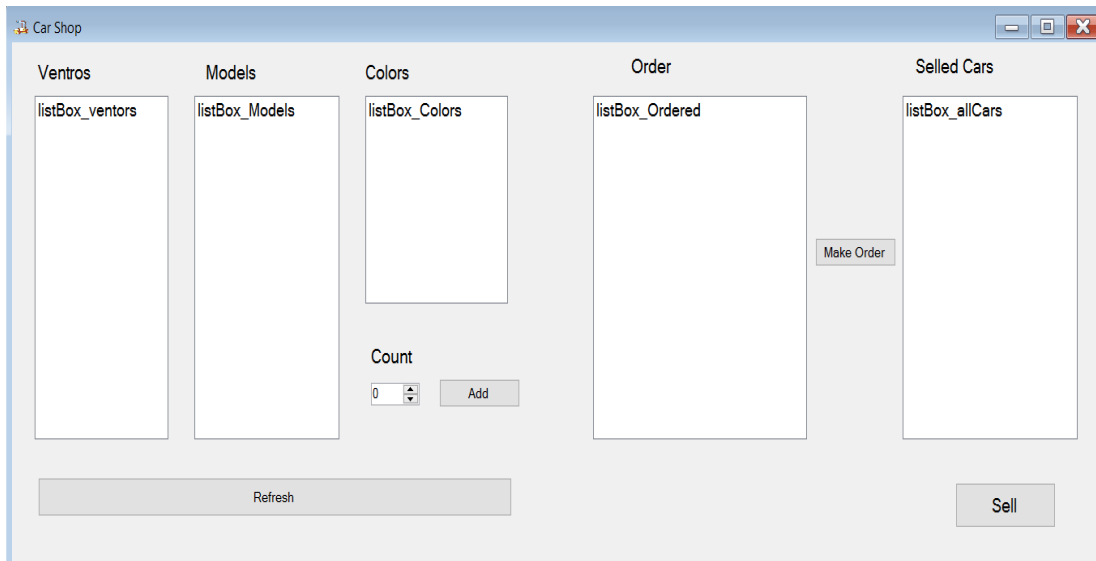 Car Shop
Ventros
Models
Colors
Order
Selled Cars
listBox_ventors
listBox_Models
listBox_Colors
listBox_Ordered
listBox_allCars
Make Order
Count
0
Add
Refresh
Sell